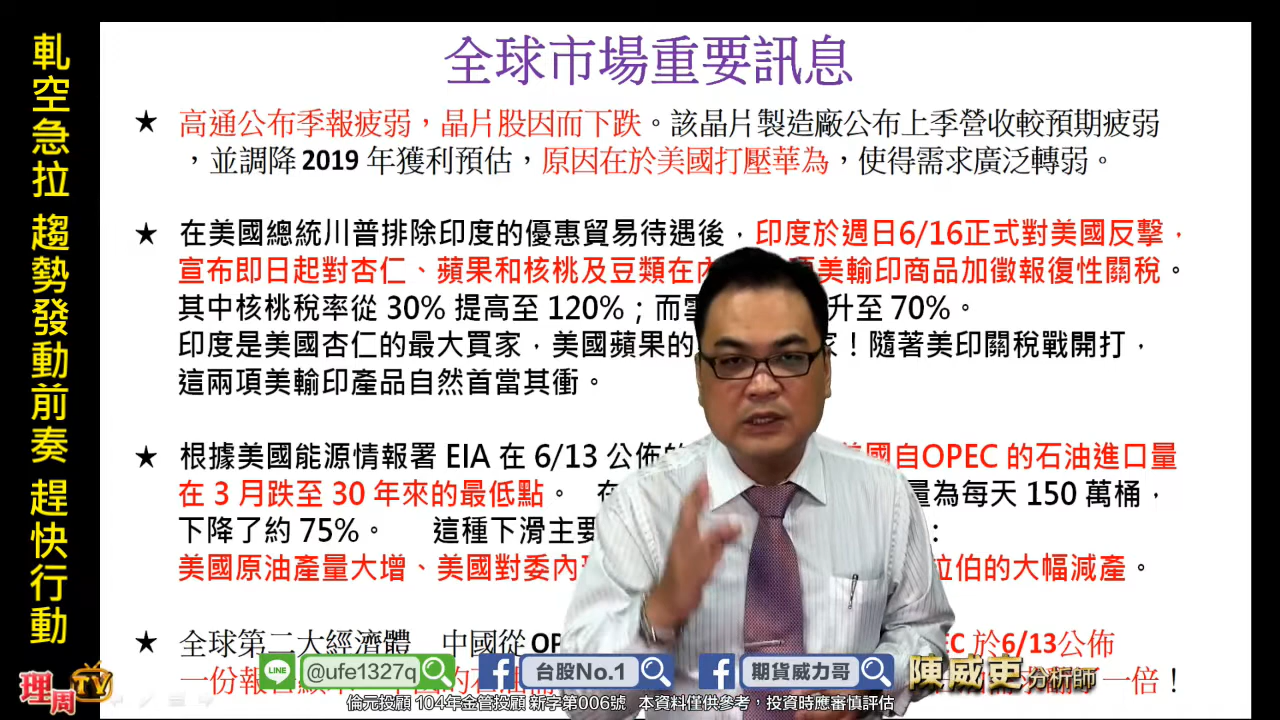 軋空急拉 趨勢發動前奏 趕快行動
全球市場重要訊息
★ 高通公布季報疲弱，晶片股因而下跌。該晶片製造廠公布上季營收較預期疲弱
，並調降 2019 年獲利預估，原因在於美國打壓華為，使得需求廣泛轉弱。
★ 在美國總統川普排除印度的優惠貿易待遇後，印度於週日6/16正式對美國反擊，
宣布即日起對杏仁、蘋果和核桃及豆類在內 項美輸印商品加徵報復性關稅。
其中核桃稅率從 30% 提高至 120%；而 升至 70%。
印度是美國杏仁的最大買家，美國蘋果的 家！隨著美印關稅戰開打，
這兩項美輸印產品自然首當其衝。
★ 根據美國能源情報署 EIA 在 6/13 公佈的 美國自OPEC 的石油進口量
在 3 月跌至 30 年來的最低點。 在 量為每天 150 萬桶，
下降了約 75%。 這種下滑主要 ：
美國原油產量大增、美國對委內 拉伯的大幅減產。
★ 全球第二大經濟體 中國從 OP EC 於6/13公佈
一份報告 的石油 一倍！
LINE @ufe1327q
f 台股No.1
f 期貨威力哥
陳威吏 分析師
理周TV
倫元投顧 104年金管投顧 新字第006號 本資料僅供參考，投資時應審慎評估